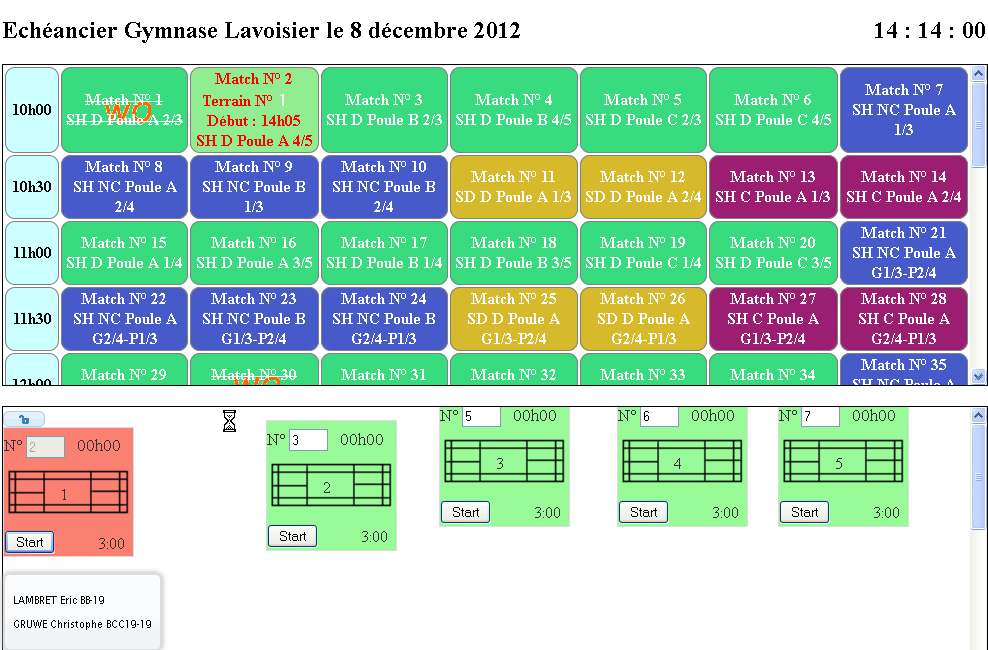 Echéancier Gymnase Lavoisier le 8 décembre 2012
14 : 14 : 00
10h00
Match N° 1
SH D Poule A 2/3
WO
Match N° 2
Terrain N° 1
Début : 14h05
SH D Poule A 4/5
Match N° 3
SH D Poule B 2/3
Match N° 4
SH D Poule B 4/5
Match N° 5
SH D Poule C 2/3
Match N° 6
SH D Poule C 4/5
Match N° 7
SH NC Poule A
1/3
10h30
Match N° 8
SH NC Poule A
2/4
Match N° 9
SH NC Poule B
1/3
Match N° 10
SH NC Poule B
2/4
Match N° 11
SD D Poule A 1/3
Match N° 12
SD D Poule A 2/4
Match N° 13
SH C Poule A 1/3
Match N° 14
SH C Poule A 2/4
11h00
Match N° 15
SH D Poule A 1/4
Match N° 16
SH D Poule A 3/5
Match N° 17
SH D Poule B 1/4
Match N° 18
SH D Poule B 3/5
Match N° 19
SH D Poule C 1/4
Match N° 20
SH D Poule C 3/5
Match N° 21
SH NC Poule A
G1/3-P2/4
11h30
Match N° 22
SH NC Poule A
G2/4-P1/3
Match N° 23
SH NC Poule B
G1/3-P2/4
Match N° 24
SH NC Poule B
G2/4-P1/3
Match N° 25
SD D Poule A
G1/3-P2/4
Match N° 26
SD D Poule A
G2/4-P1/3
Match N° 27
SH C Poule A
G1/3-P2/4
Match N° 28
SH C Poule A
G2/4-P1/3
12h00
Match N° 29
Match N° 30
WO
Match N° 31
Match N° 32
Match N° 33
Match N° 34
Match N° 35
SH NC Poule A
N° 2 00h00
1
Start 3:00
N° 3 00h00
2
Start 3:00
N° 5 00h00
3
Start 3:00
N° 6 00h00
4
Start 3:00
N° 7 00h00
5
Start 3:00
LAMBRET Eric BB-19
GRUWE Christophe BCC19-19